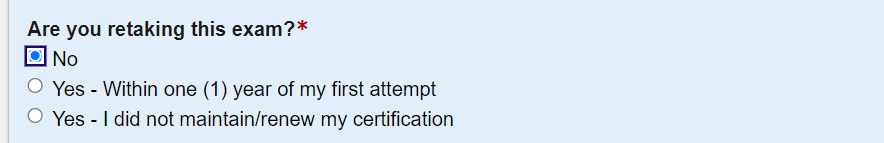 Are you retaking this exam?*
No
Yes - Within one (1) year of my first attempt
Yes - I did not maintain/renew my certification